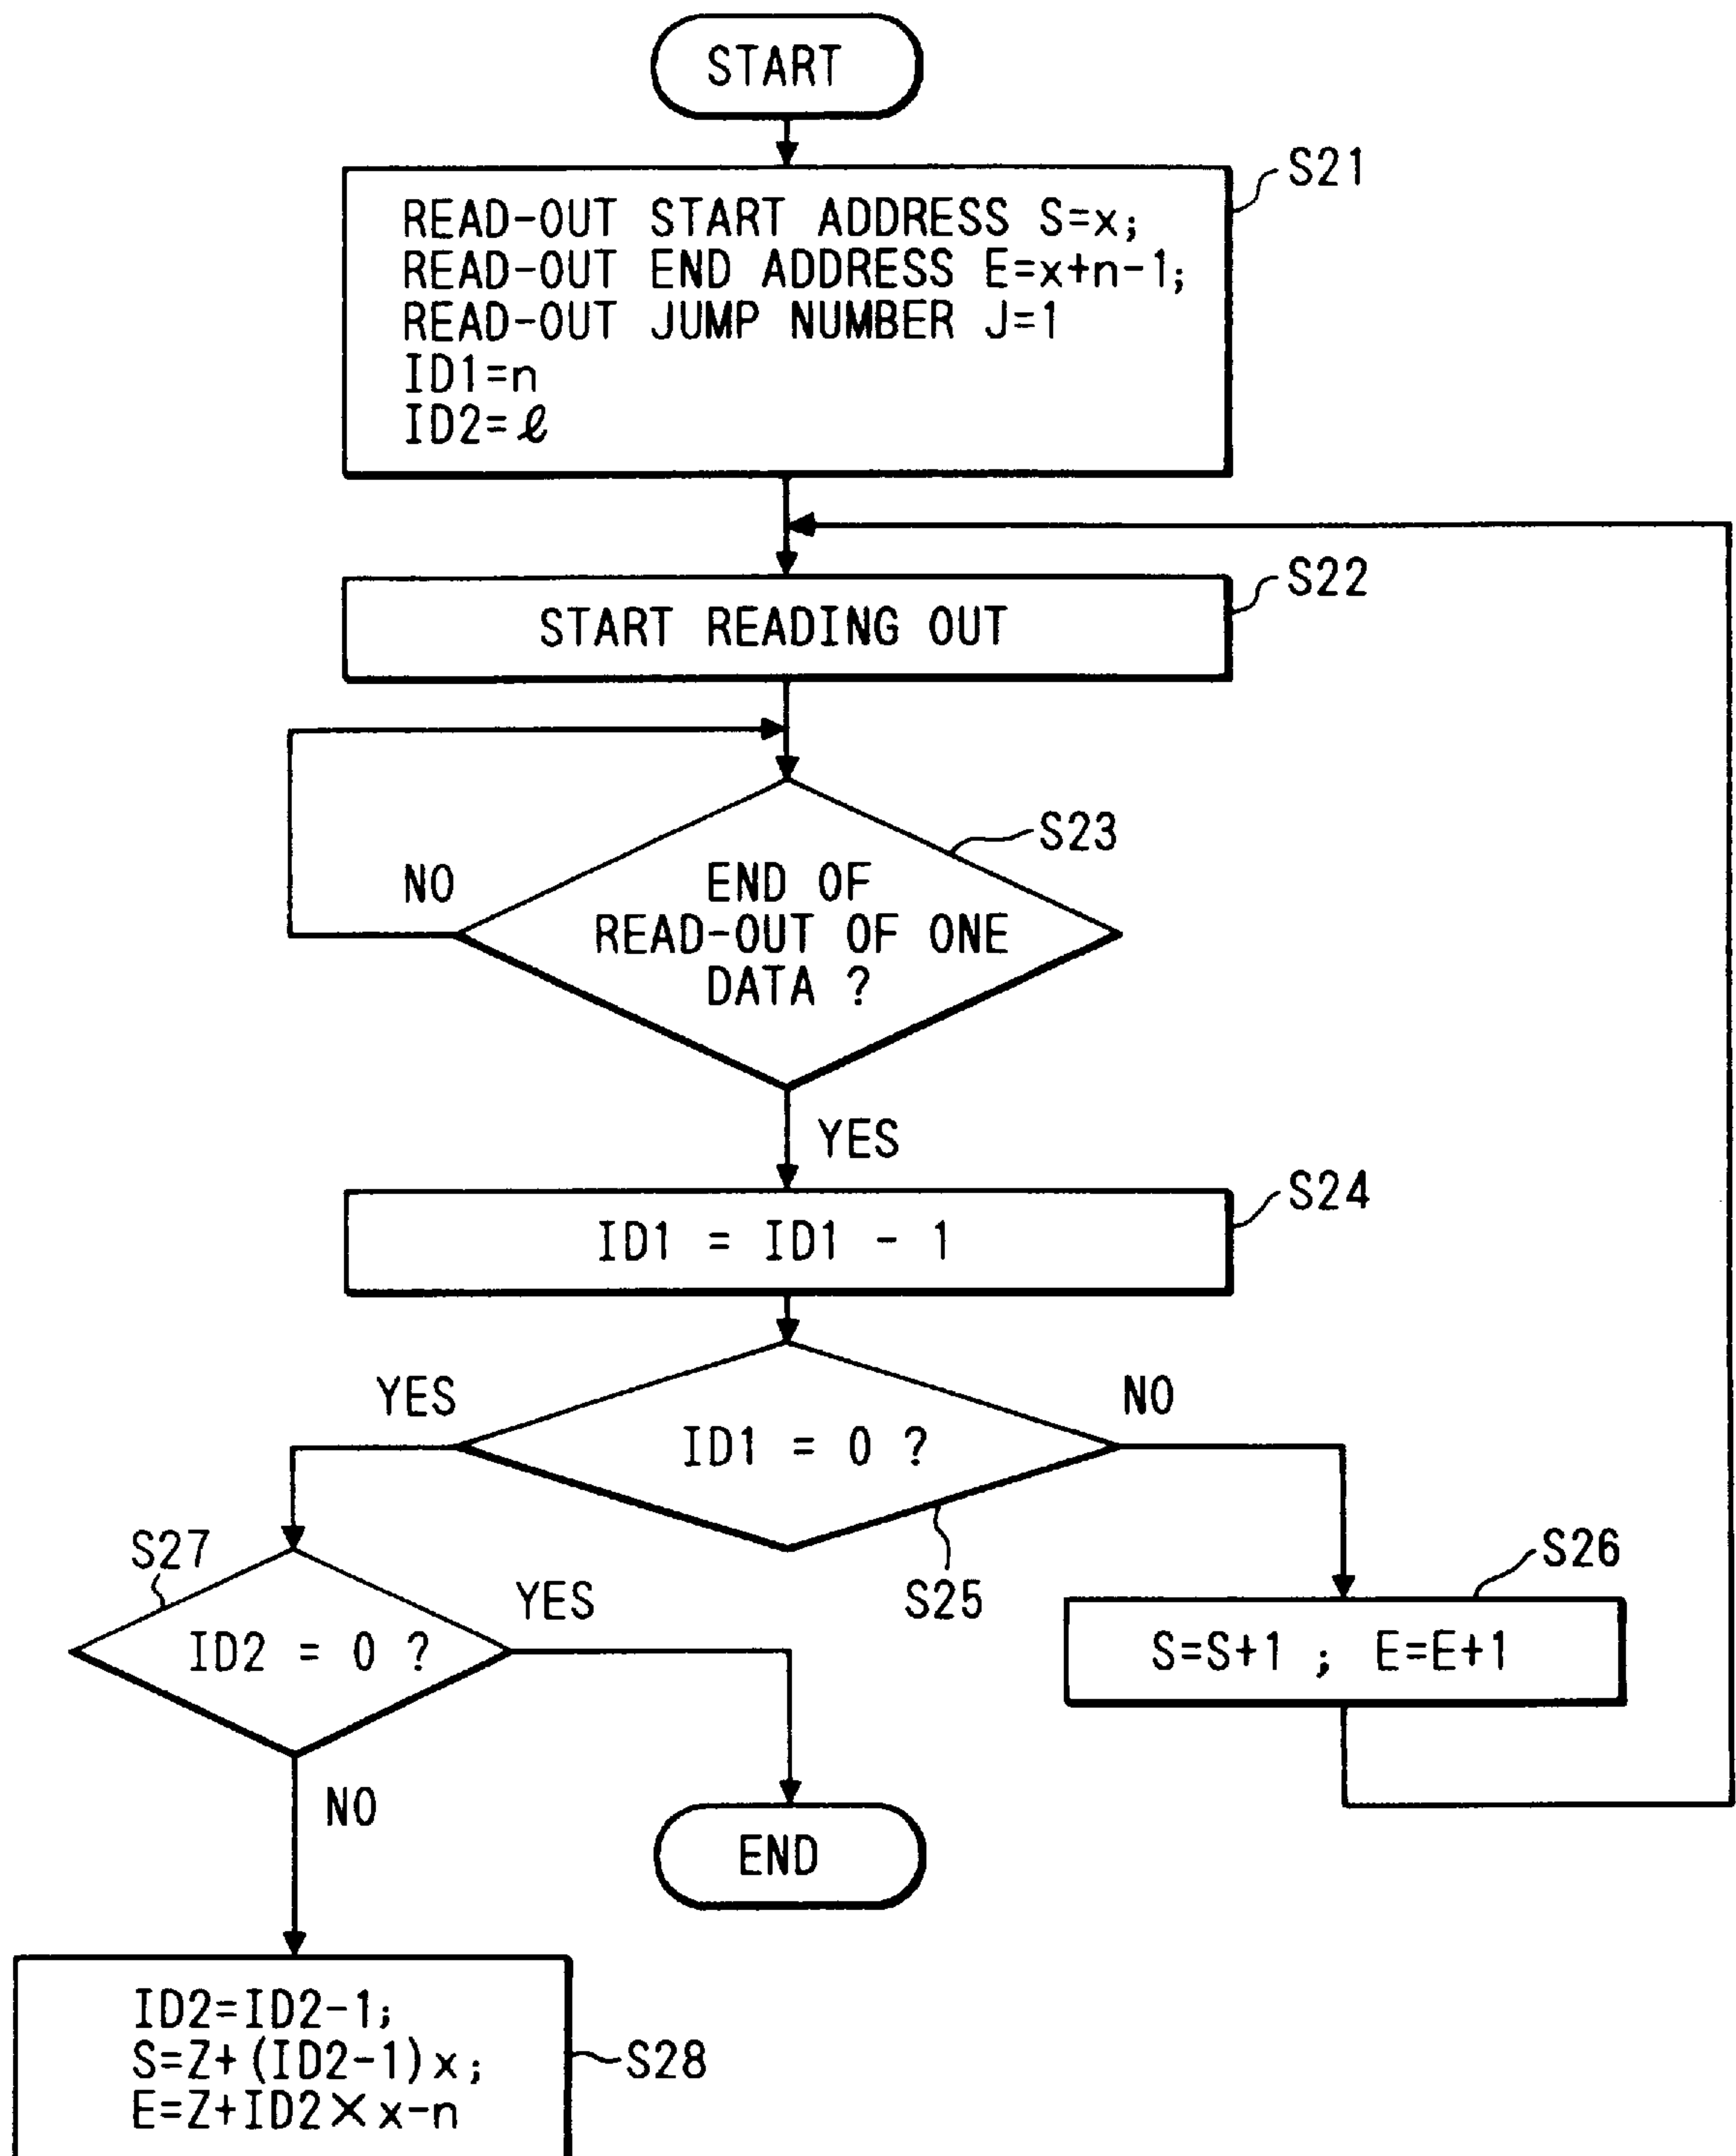 START
S21
READ-OUT START ADDRESS S=x;
READ-OUT END ADDRESS E=x+n-1;
READ-OUT JUMP NUMBER J=1
ID1=n
ID2=ℓ
S22
START READING OUT
S23
NO
END OF
READ-OUT OF ONE
DATA ?
YES
S24
ID1 = ID1 - 1
YES
NO
ID1 = 0 ?
S27
S25
S26
YES
ID2 = 0 ?
S=S+1 ; E=E+1
NO
END
ID2=ID2-1;
S=Z+(ID2-1)x;
E=Z+ID2×x-n
S28